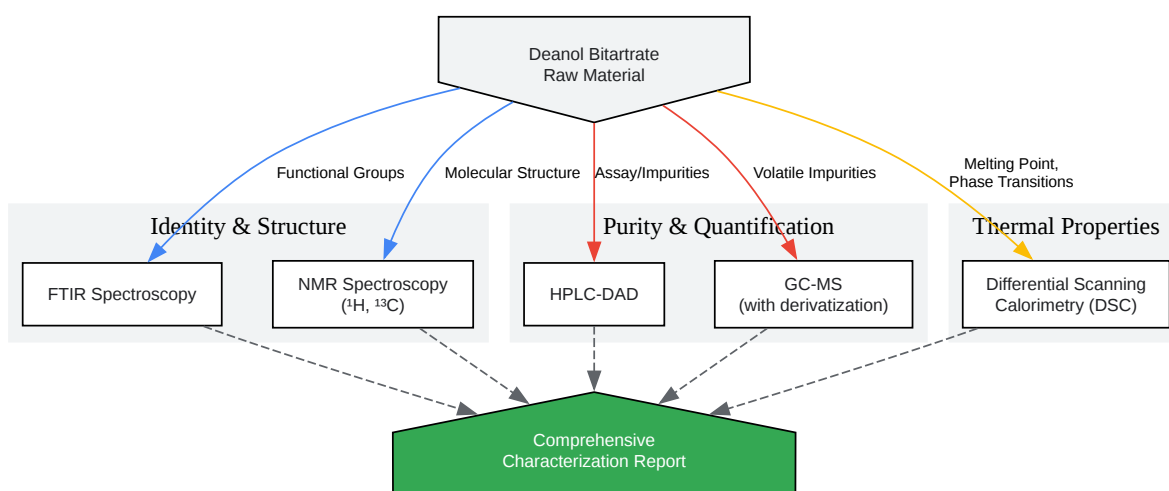 Deanol Bitartrate
Raw Material
Functional Groups
Molecular Structure
Assay/Impurities
Volatile Impurities
Melting Point,
Phase Transitions
Identity & Structure
Purity & Quantification
Thermal Properties
FTIR Spectroscopy
NMR Spectroscopy
(¹H, ¹³C)
HPLC-DAD
GC-MS
(with derivatization)
Differential Scanning
Calorimetry (DSC)
Comprehensive
Characterization Report